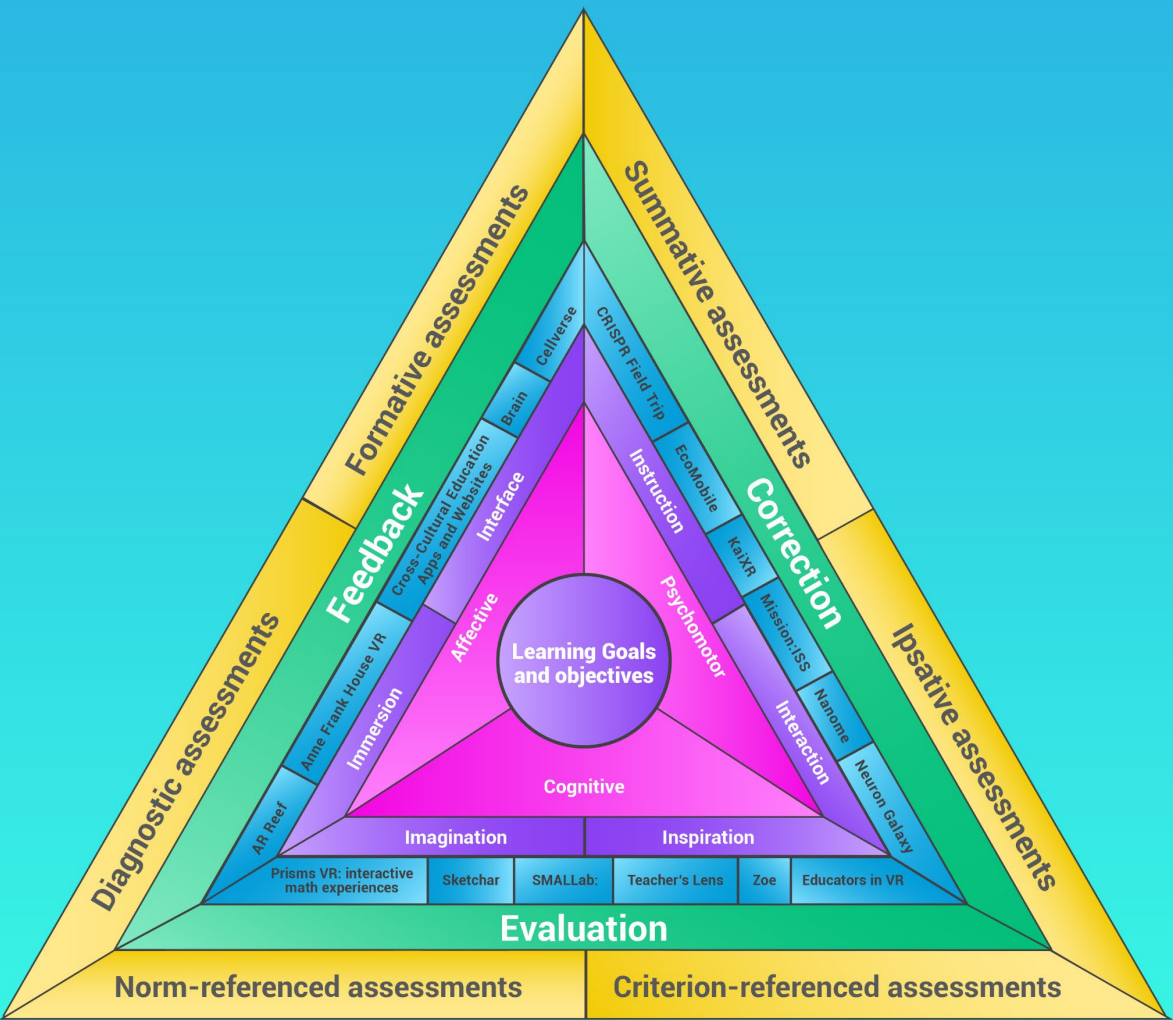 Formative assessments
Diagnostic assessments
Summative assessments
Ipsative assessments
Norm-referenced assessments
Criterion-referenced assessments
Feedback
Correction
Evaluation
Cellverse
Brain
Cross-Cultural Education
Apps and Websites
Anne Frank House VR
AR Reef
CRISPR Field Trip
EcoMobile
KaiXR
Mission:ISS
Nanome
Neuron Galaxy
Prisms VR: interactive
math experiences
Sketchar
SMALLab:
Teacher's Lens
Zoe
Educators in VR
Interface
Immersion
Instruction
Interaction
Imagination
Inspiration
Affective
Psychomotor
Cognitive
Learning Goals
and objectives